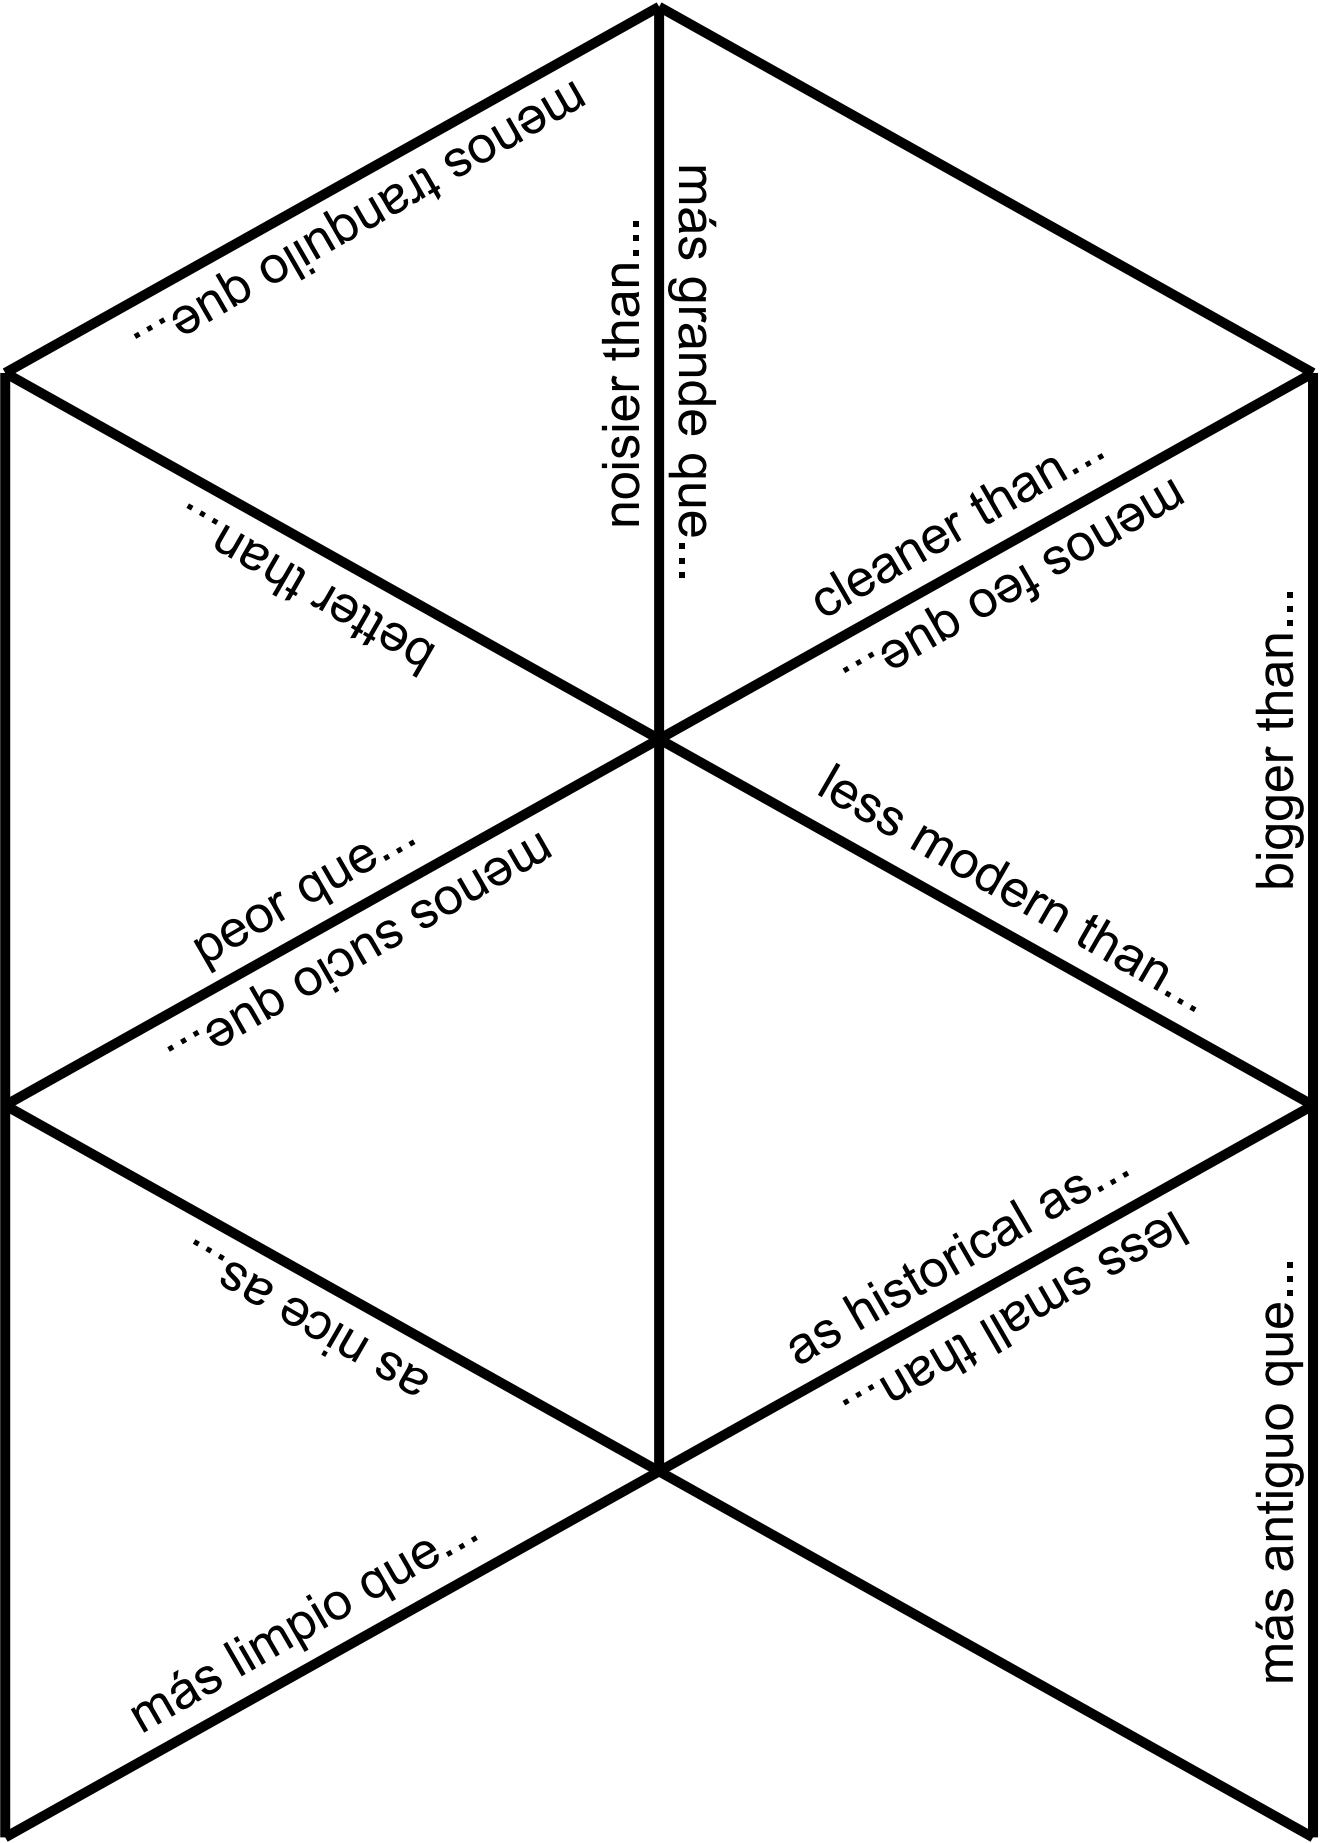 menos tranquilo que...
noisier than...
más grande que...
cleaner than...
menos feo que...
better than...
bigger than...
less modern than...
peor que...
menos sucio que...
as historical as...
less small than...
as nice as...
más antiguo que...
más limpio que...